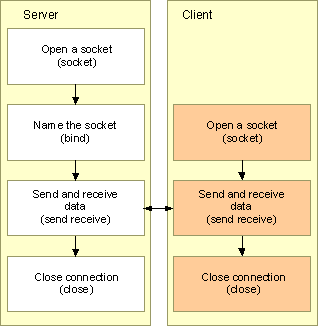 Server
Open a socket
(socket)
Name the socket
(bind)
Send and receive
data
(send receive)
Close connection
(close)
Client
Open a socket
(socket)
Send and receive
data
(send receive)
Close connection
(close)